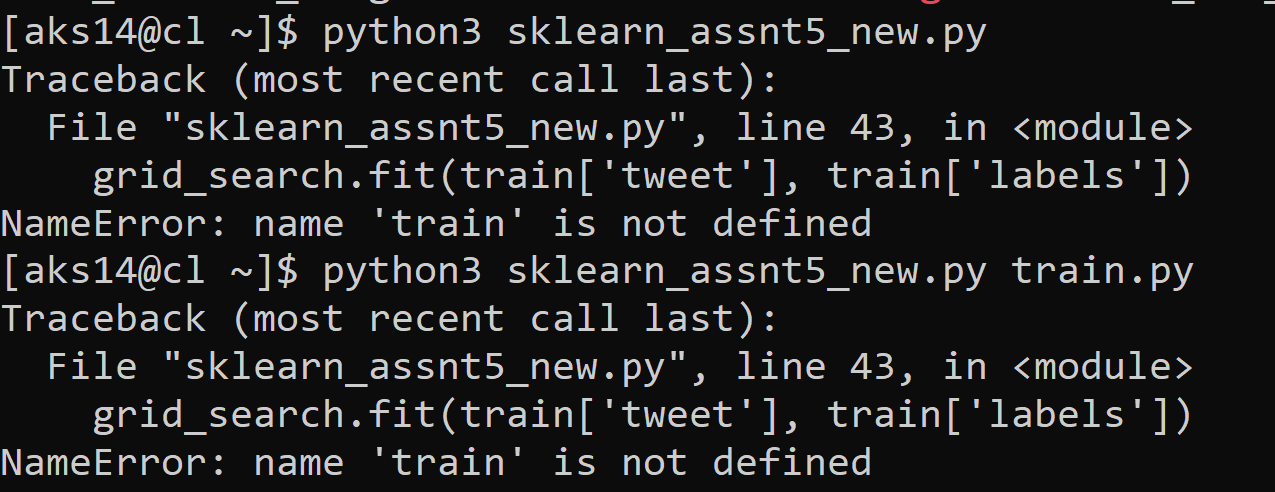 [aks14@cl ~]$ python3 sklearn_assnt5_new.py
Traceback (most recent call last):
  File "sklearn_assnt5_new.py", line 43, in <module>
    grid_search.fit(train['tweet'], train['labels'])
NameError: name 'train' is not defined
[aks14@cl ~]$ python3 sklearn_assnt5_new.py train.py
Traceback (most recent call last):
  File "sklearn_assnt5_new.py", line 43, in <module>
    grid_search.fit(train['tweet'], train['labels'])
NameError: name 'train' is not defined